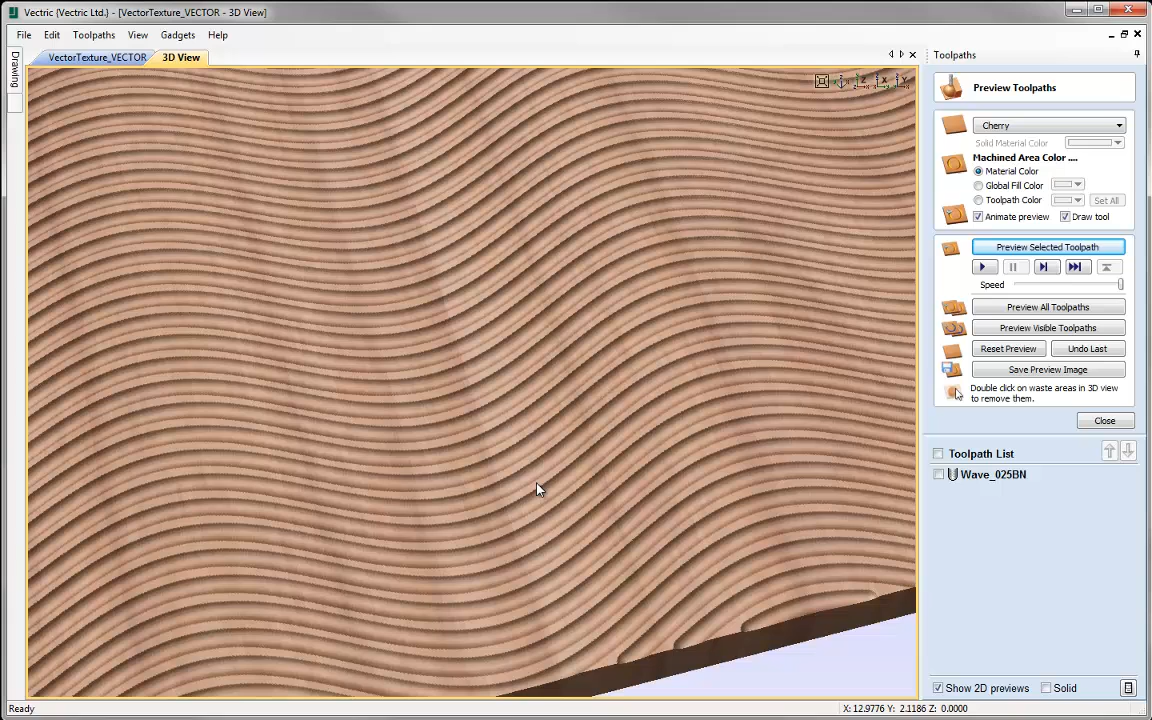 Vectric {Vectric Ltd.} - [VectorTexture_VECTOR - 3D View]
File Edit Toolpaths View Gadgets Help
Drawing
VectorTexture_VECTOR 3D View
Z X Y
Toolpaths
Preview Toolpaths
Cherry
Solid Material Color
Machined Area Color ....
Material Color
Global Fill Color
Toolpath Color Set All
Animate preview Draw tool
Preview Selected Toolpath
Speed
Preview All Toolpaths
Preview Visible Toolpaths
Reset Preview Undo Last
Save Preview Image
Double click on waste areas in 3D view
to remove them.
Close
Toolpath List
Wave_025BN
Show 2D previews Solid
Ready X: 12.9776 Y: 2.1186 Z: 0.0000